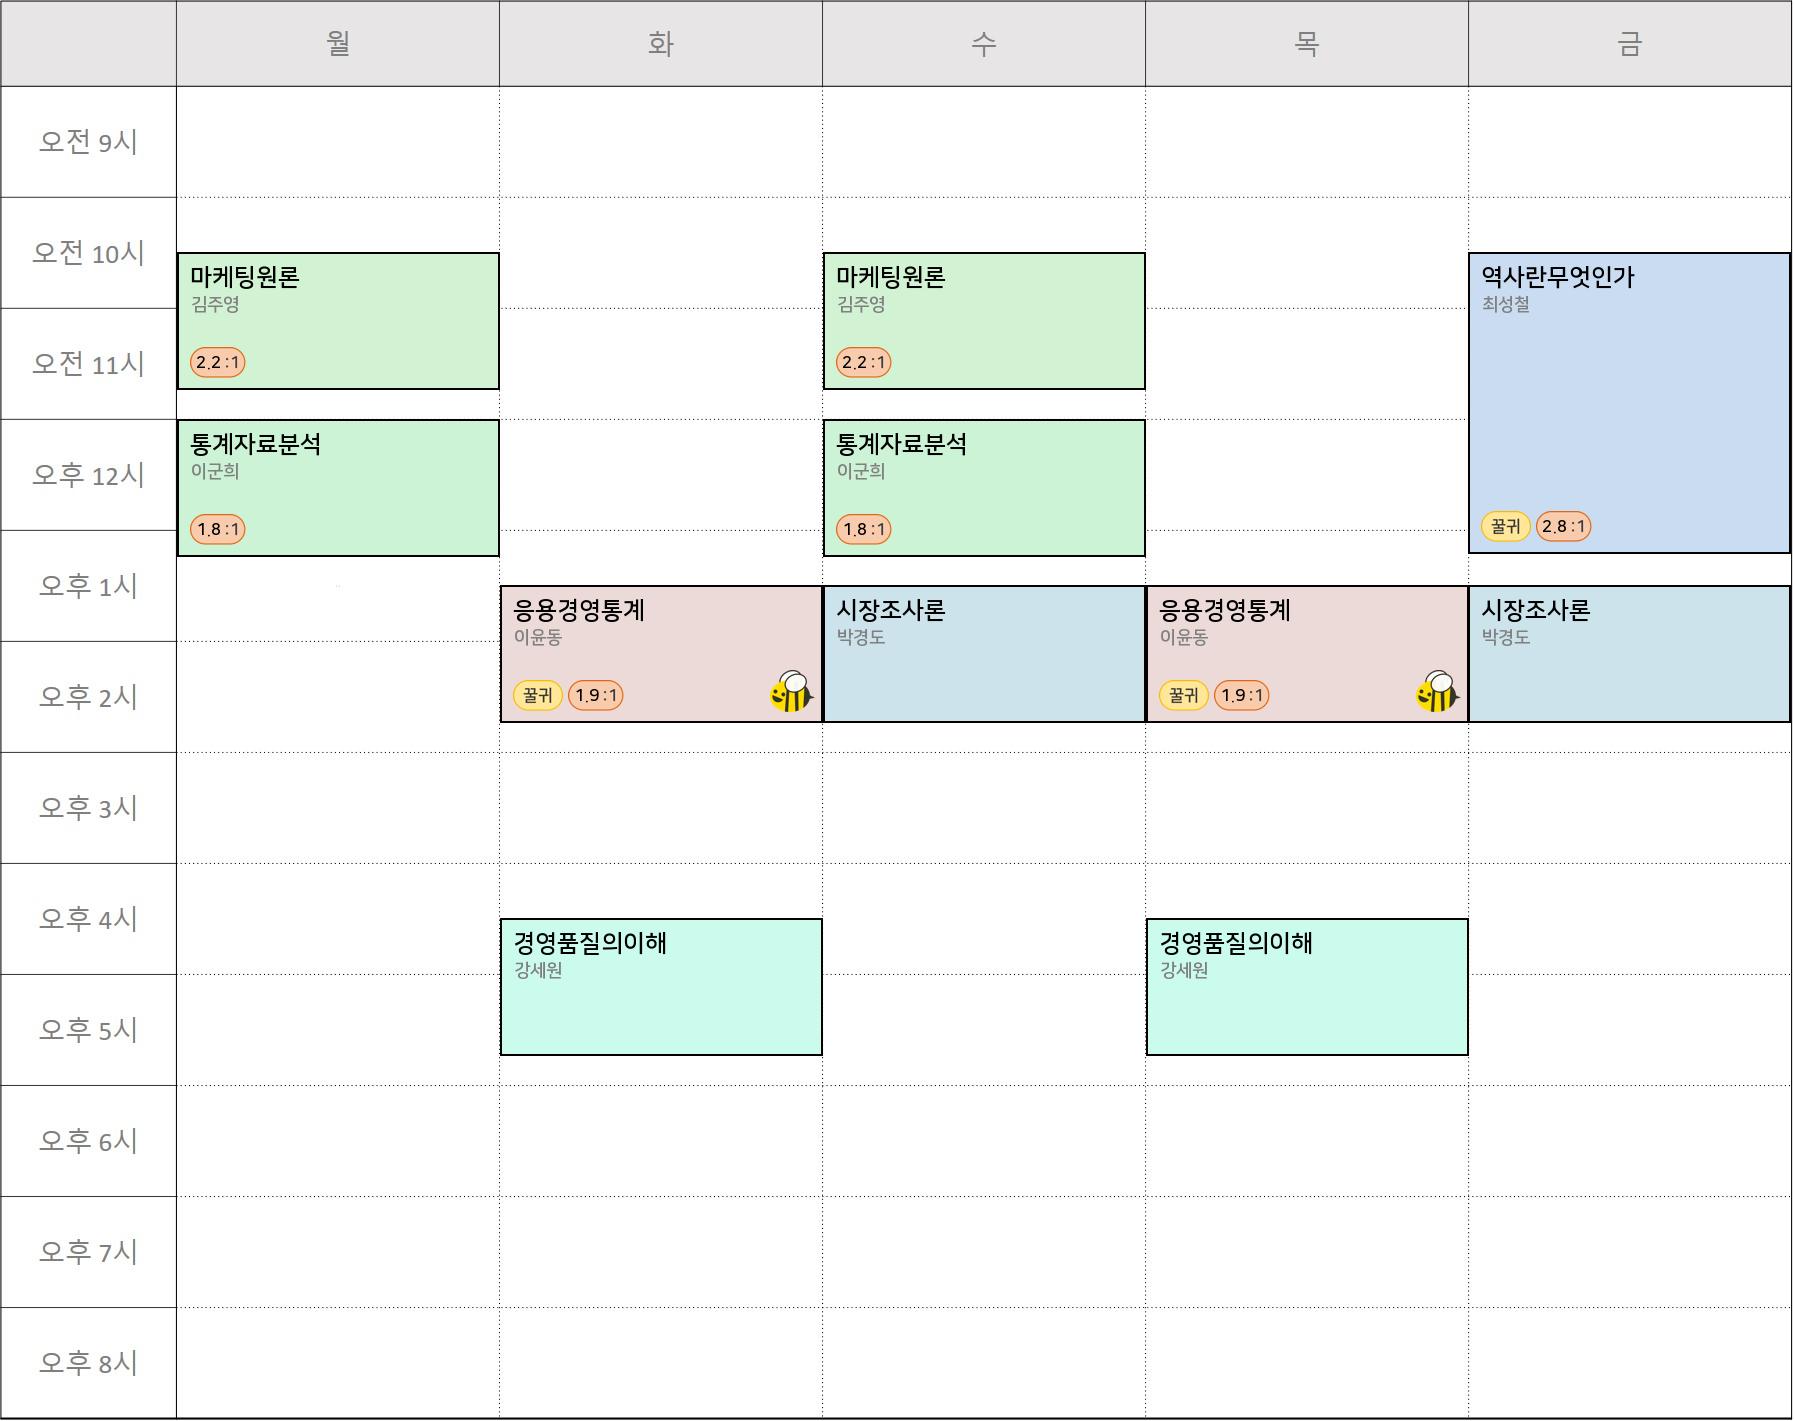 월 화 수 목 금
오전 9시
오전 10시
마케팅원론 마케팅원론 역사란무엇인가
김주영 김주영 최성철
오전 11시
2.2:1 2.2:1
통계자료분석 통계자료분석
이군희 이군희
오후 12시
1.8:1 1.8:1 꿀귀 2.8:1
오후 1시
응용경영통계 시장조사론 응용경영통계 시장조사론
이윤동 박경도 이윤동 박경도
오후 2시
꿀귀 1.9:1 꿀귀 1.9:1
오후 3시
오후 4시
경영품질의이해 경영품질의이해
강세원 강세원
오후 5시
오후 6시
오후 7시
오후 8시